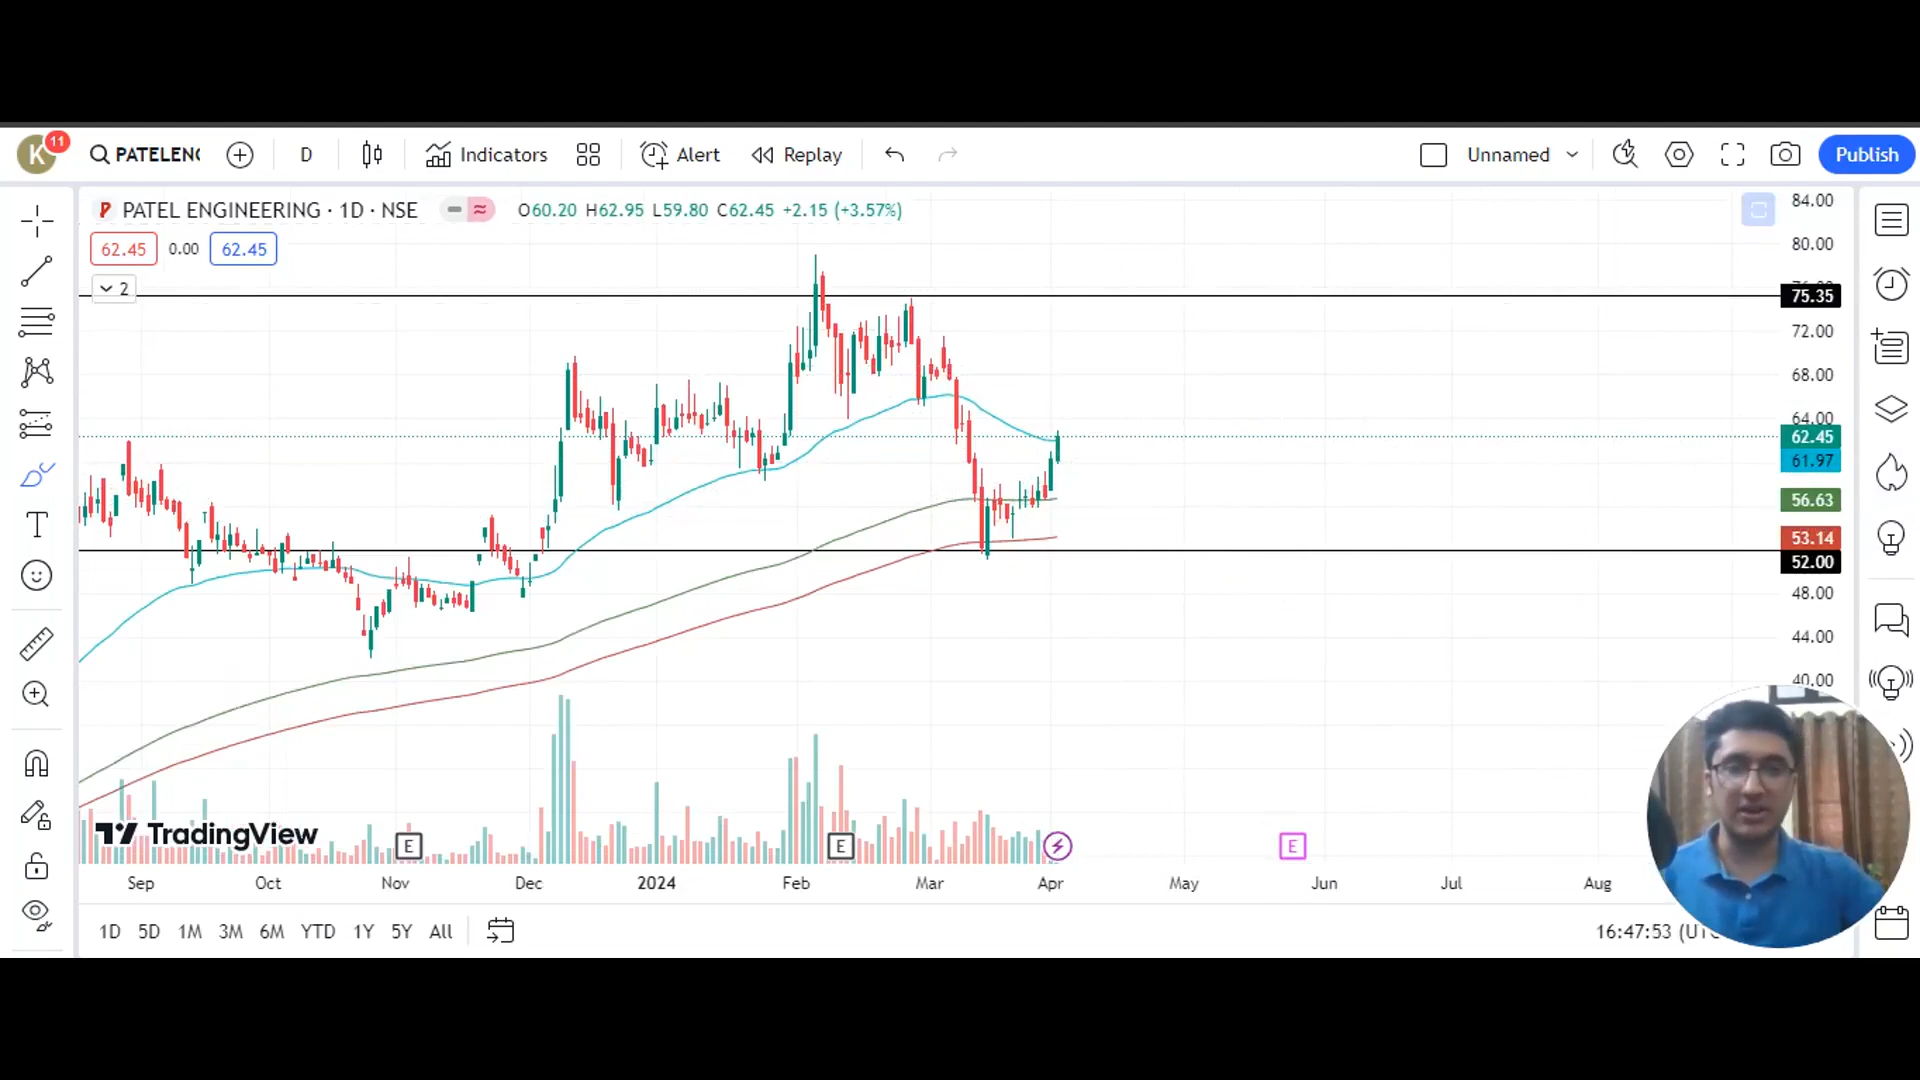 K 11 PATELENG D Indicators Alert Replay Unnamed Publish
P PATEL ENGINEERING · 1D · NSE O60.20 H62.95 L59.80 C62.45 +2.15 (+3.57%)
62.45 0.00 62.45
2
84.00
80.00
75.35
72.00
68.00
64.00
62.45
61.97
56.63
53.14
52.00
48.00
44.00
40.00
T
TradingView
E E E
Sep Oct Nov Dec 2024 Feb Mar Apr May Jun Jul Aug
1D 5D 1M 3M 6M YTD 1Y 5Y All 16:47:53 (UTC